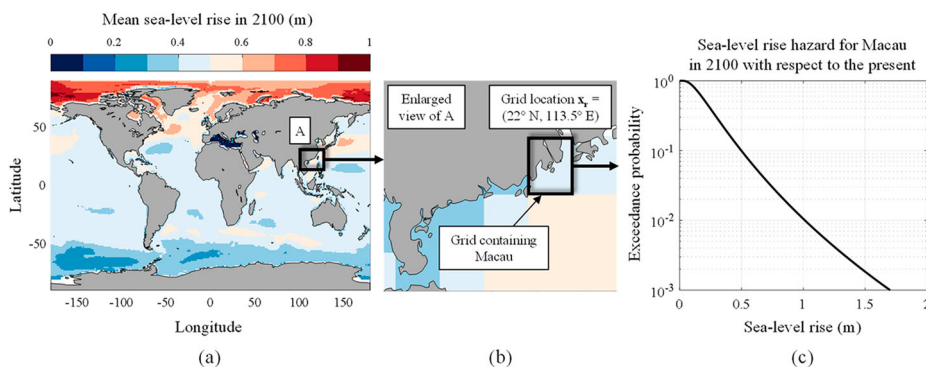 Mean sea-level rise in 2100 (m)
0 0.2 0.4 0.6 0.8 1
50
0
-50
Latitude
A
-150 -100 -50 0 50 100 150
Longitude
(a)
Enlarged
view of A
Grid location x_r =
(22° N, 113.5° E)
Grid containing
Macau
(b)
Sea-level rise hazard for Macau
in 2100 with respect to the present
Exceedance probability
10^0
10^-1
10^-2
10^-3
0 0.5 1 1.5 2
Sea-level rise (m)
(c)